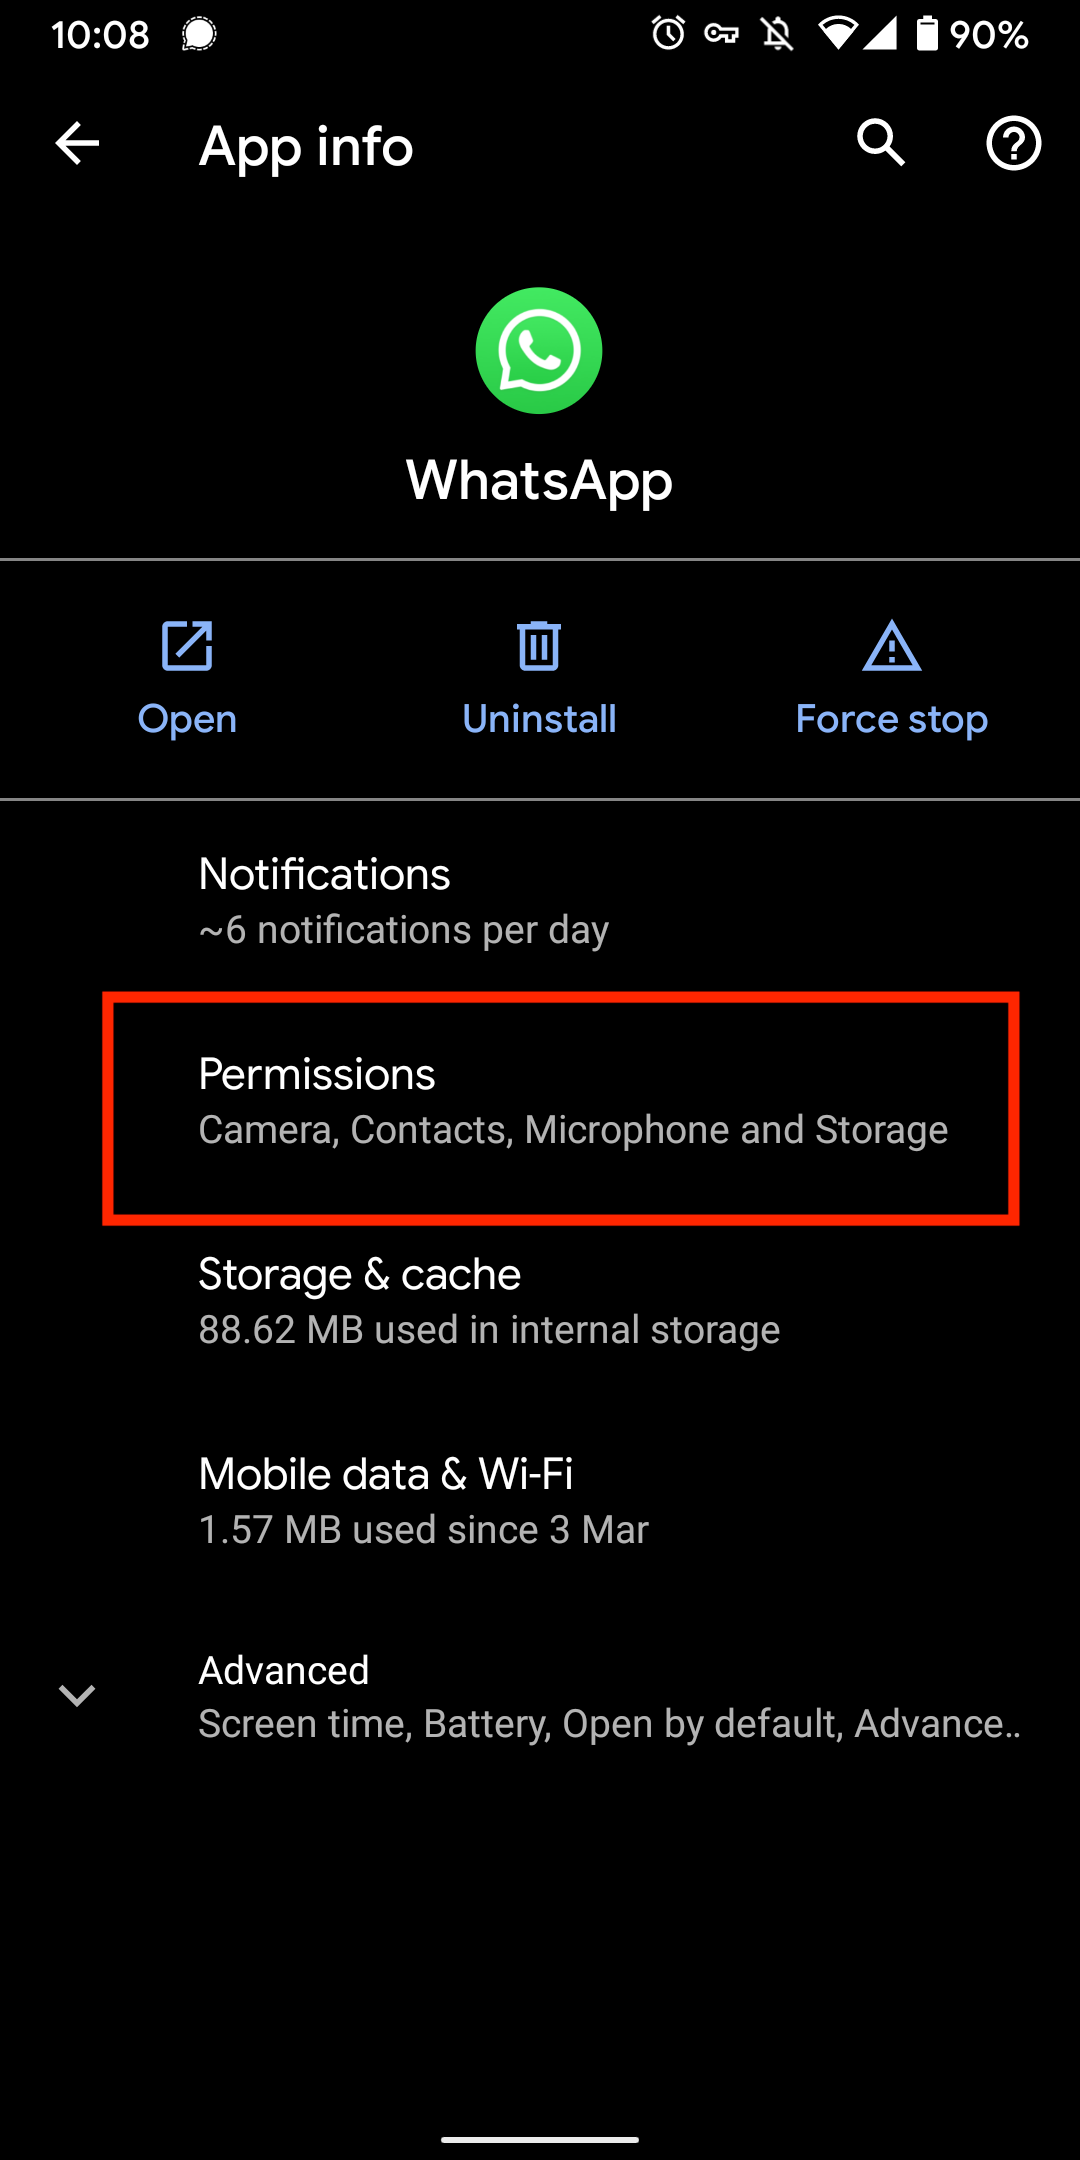 10:08 90%
App info
WhatsApp
Open Uninstall Force stop
Notifications
~6 notifications per day
Permissions
Camera, Contacts, Microphone and Storage
Storage & cache
88.62 MB used in internal storage
Mobile data & Wi-Fi
1.57 MB used since 3 Mar
Advanced
Screen time, Battery, Open by default, Advance..